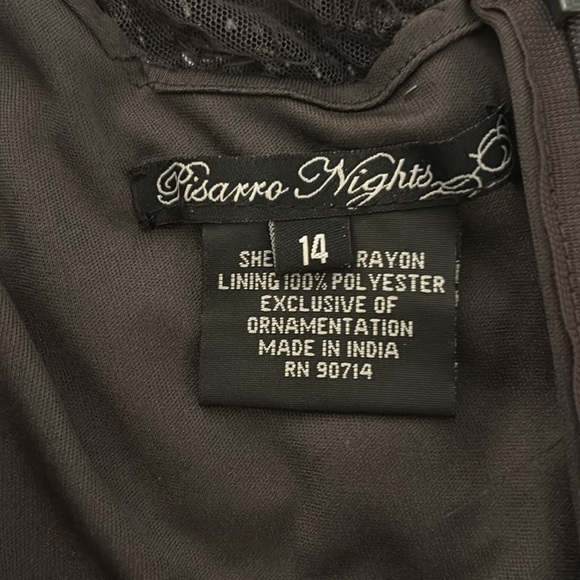 Pisarro Nights
14
SHE RAYON
LINING 100% POLYESTER
EXCLUSIVE OF
ORNAMENTATION
MADE IN INDIA
RN 90714